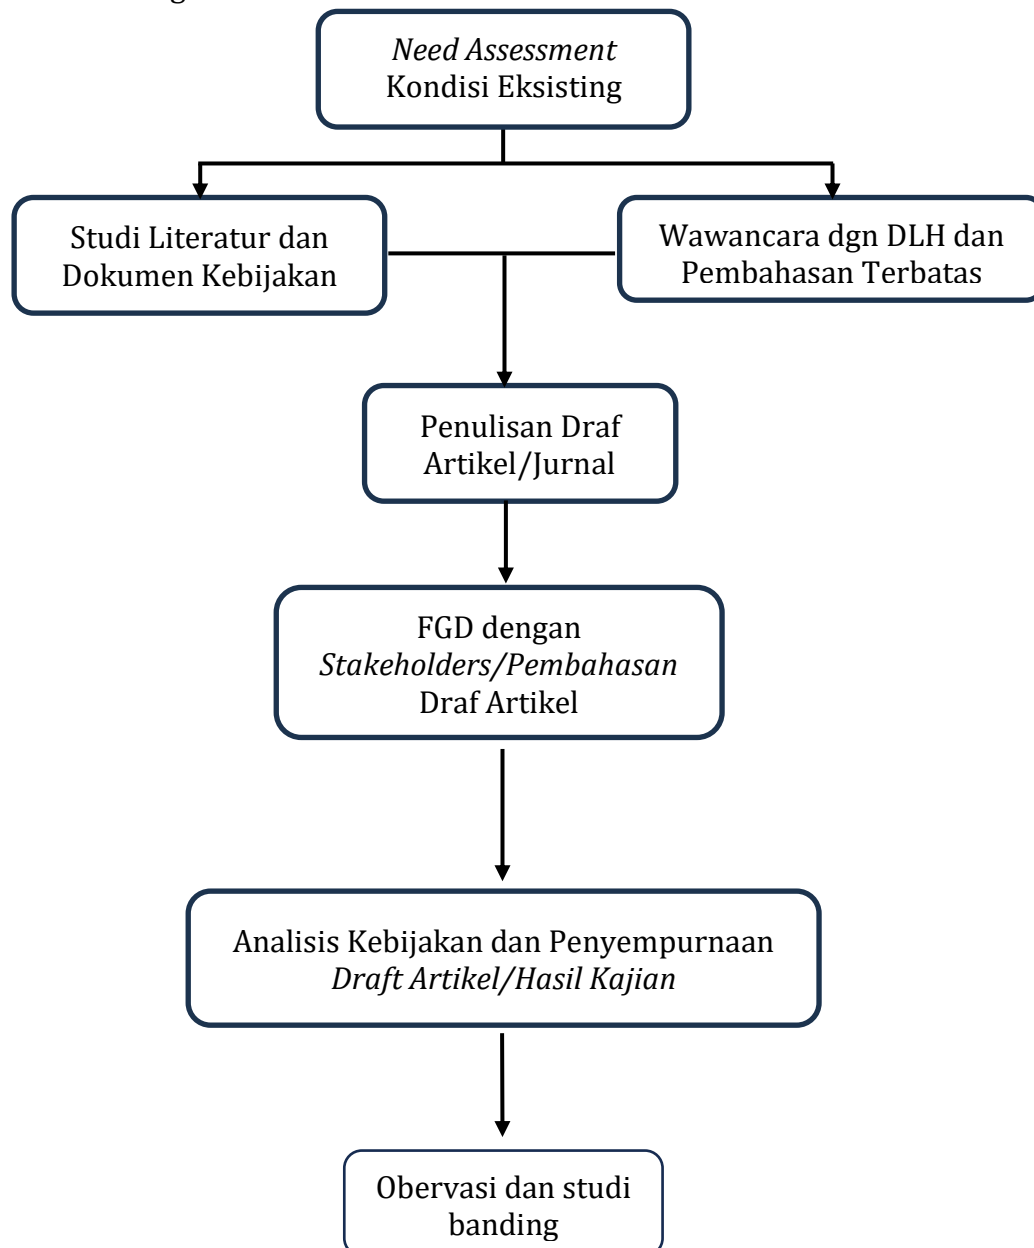 Need Assessment
Kondisi Eksisting
Studi Literatur dan
Dokumen Kebijakan
Wawancara dgn DLH dan
Pembahasan Terbatas
Penulisan Draf
Artikel/Jurnal
FGD dengan
Stakeholders/Pembahasan
Draf Artikel
Analisis Kebijakan dan Penyempurnaan
Draft Artikel/Hasil Kajian
Obervasi dan studi
banding